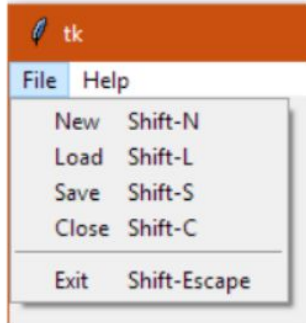 tk
File Help
New Shift-N
Load Shift-L
Save Shift-S
Close Shift-C
Exit Shift-Escape